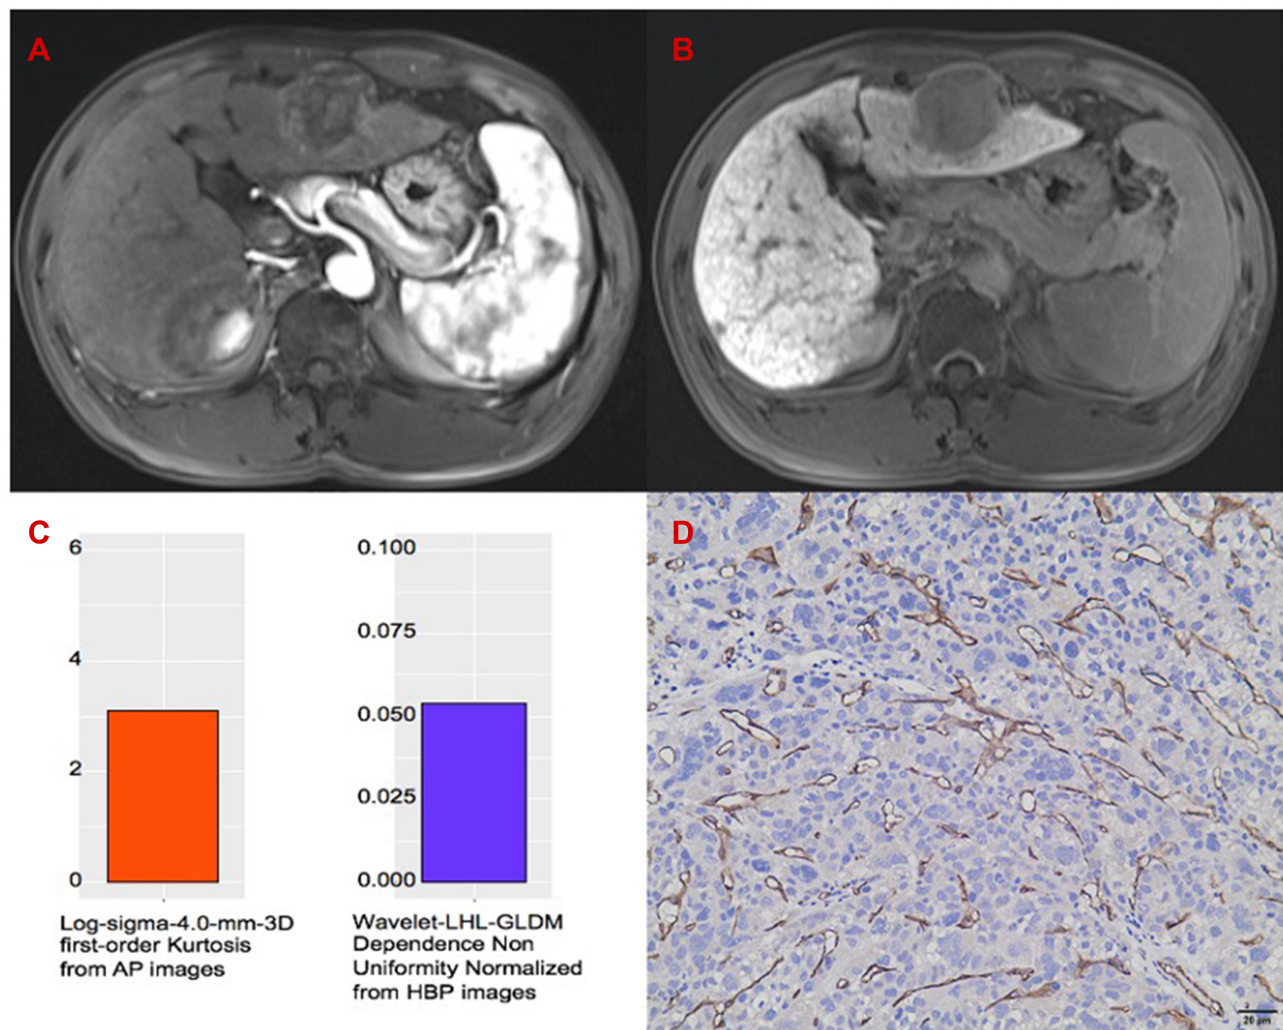 A
B
C
6
4
2
0
Log-sigma-4.0-mm-3D
first-order Kurtosis
from AP images
0.100
0.075
0.050
0.025
0.000
Wavelet-LHL-GLDM
Dependence Non
Uniformity Normalized
from HBP images
D
20 μm